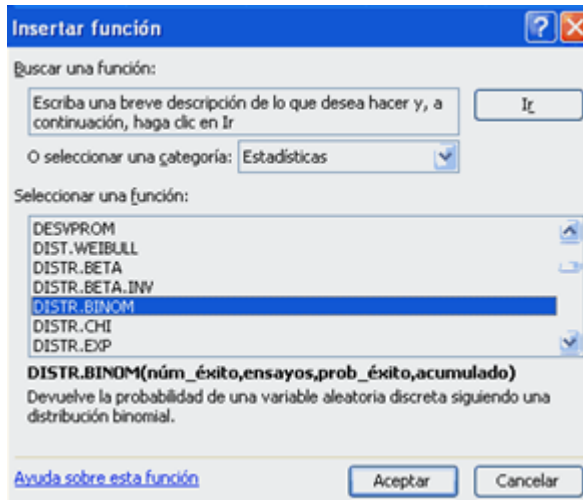 Insertar función
Buscar una función:
Escriba una breve descripción de lo que desea hacer y, a
continuación, haga clic en Ir
Ir
O seleccionar una categoría: Estadísticas
Seleccionar una función:
DESVPROM
DIST.WEIBULL
DISTR.BETA
DISTR.BETA.INV
DISTR.BINOM
DISTR.CHI
DISTR.EXP
DISTR.BINOM(núm_éxito,ensayos,prob_éxito,acumulado)
Devuelve la probabilidad de una variable aleatoria discreta siguiendo una
distribución binomial.
Ayuda sobre esta función
Aceptar
Cancelar